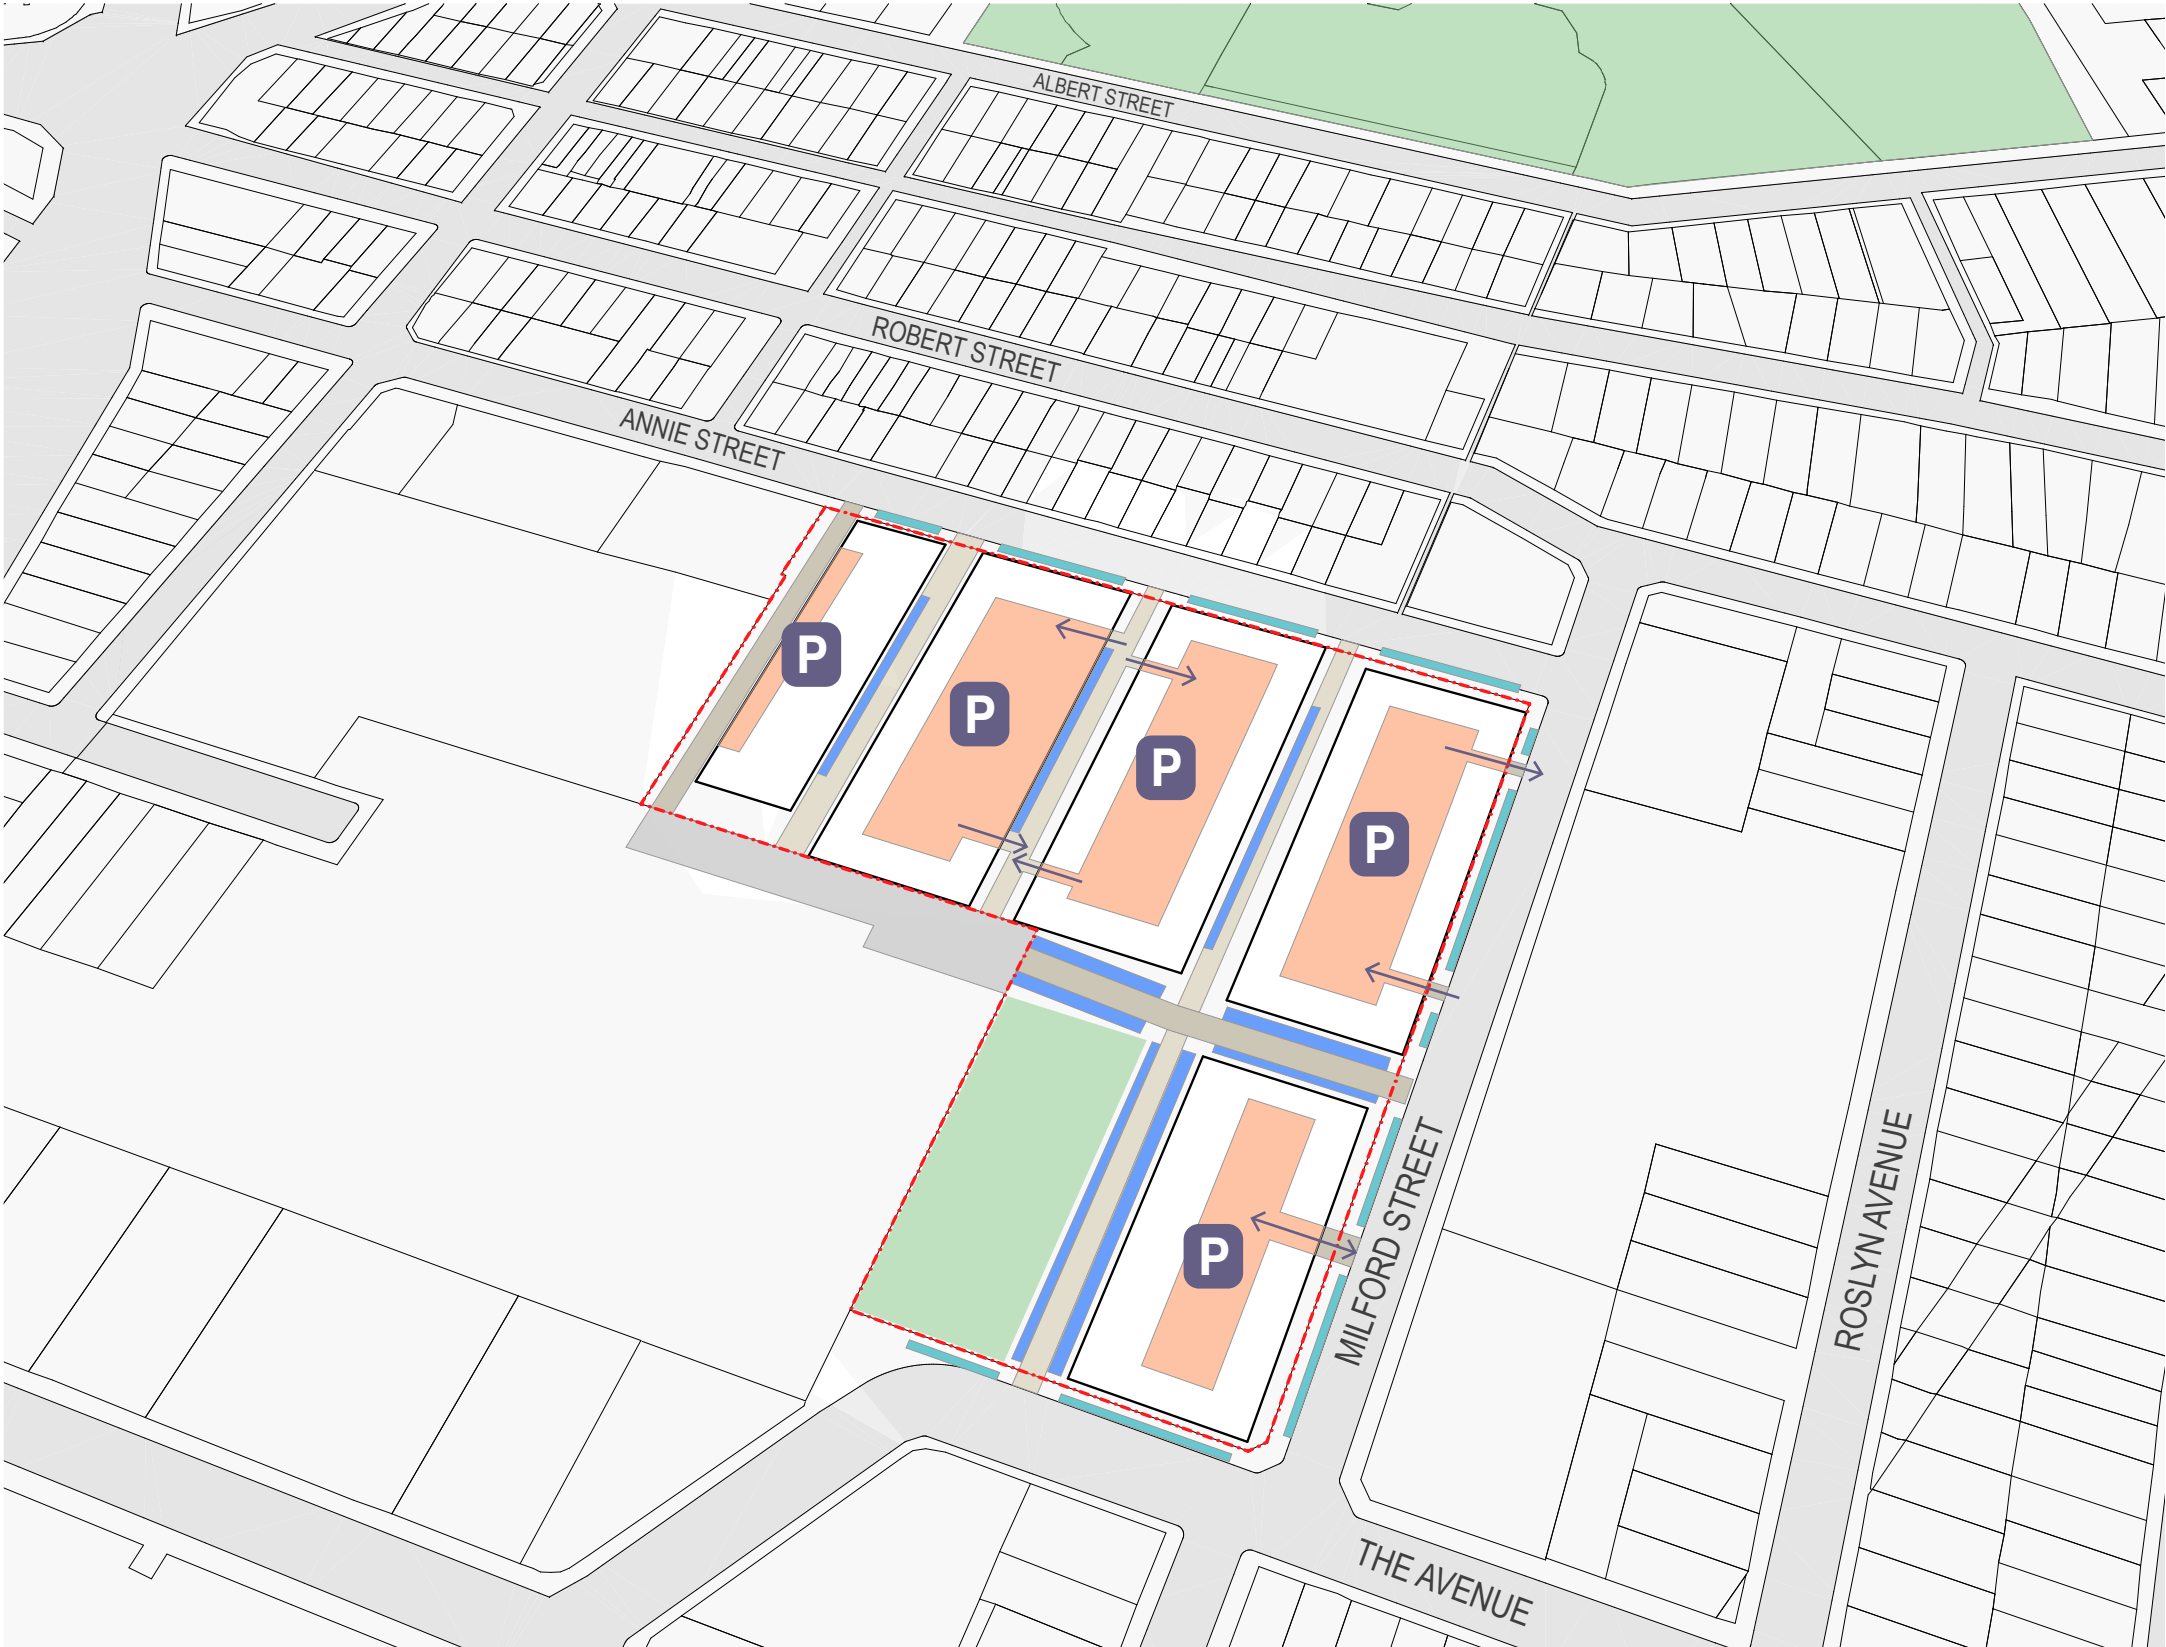 ALBERT STREET
ROBERT STREET
ANNIE STREET
P
P
P
P
P
MILFORD STREET
ROSLYN AVENUE
THE AVENUE